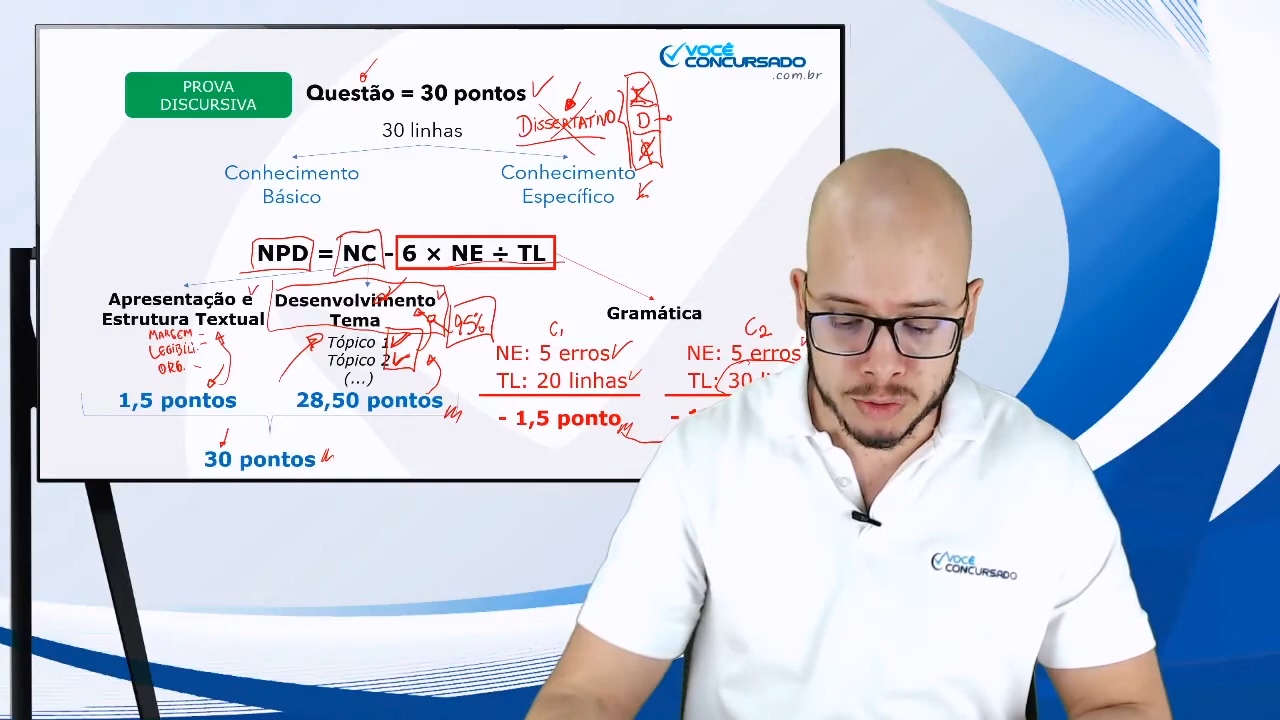 VOCÊ
CONCURSADO
.com.br
PROVA
DISCURSIVA
Questão = 30 pontos
30 linhas
DISSERTATIVO
D
Conhecimento
Básico
Conhecimento
Específico
NPD = NC - 6 × NE ÷ TL
Apresentação e
Estrutura Textual
MARGEM
LEGIBILI.
ORG.
1,5 pontos
Desenvolvimento
Tema
95%
Tópico 1
Tópico 2
(...)
28,50 pontos
30 pontos
Gramática
C1
NE: 5 erros
TL: 20 linhas
- 1,5 ponto
C2
NE: 5 erros
TL: 30
-
VOCÊ
CONCURSADO